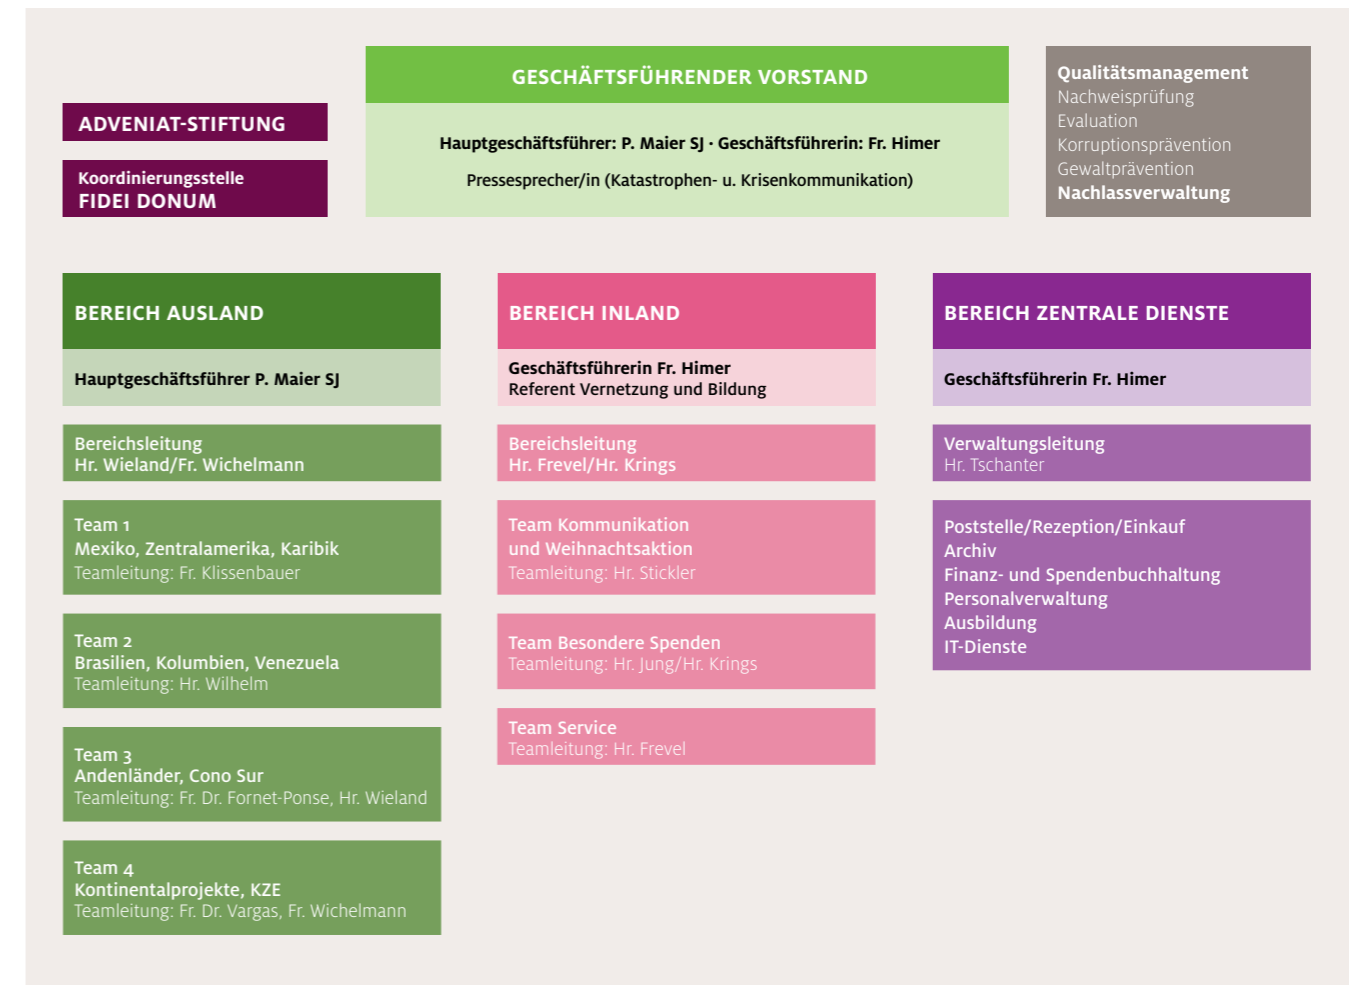 ADVENIAT-STIFTUNG
Koordinierungsstelle
FIDEI DONUM
GESCHÄFTSFÜHRENDER VORSTAND
Hauptgeschäftsführer: P. Maier SJ · Geschäftsführerin: Fr. Himer
Pressesprecher/in (Katastrophen- u. Krisenkommunikation)
Qualitätsmanagement
Nachweisprüfung
Evaluation
Korruptionsprävention
Gewaltprävention
Nachlassverwaltung
BEREICH AUSLAND
Hauptgeschäftsführer P. Maier SJ
Bereichsleitung
Hr. Wieland/Fr. Wichelmann
Team 1
Mexiko, Zentralamerika, Karibik
Teamleitung: Fr. Klissenbauer
Team 2
Brasilien, Kolumbien, Venezuela
Teamleitung: Hr. Wilhelm
Team 3
Andenländer, Cono Sur
Teamleitung: Fr. Dr. Fornet-Ponse, Hr. Wieland
Team 4
Kontinentalprojekte, KZE
Teamleitung: Fr. Dr. Vargas, Fr. Wichelmann
BEREICH INLAND
Geschäftsführerin Fr. Himer
Referent Vernetzung und Bildung
Bereichsleitung
Hr. Frevel/Hr. Krings
Team Kommunikation
und Weihnachtsaktion
Teamleitung: Hr. Stickler
Team Besondere Spenden
Teamleitung: Hr. Jung/Hr. Krings
Team Service
Teamleitung: Hr. Frevel
BEREICH ZENTRALE DIENSTE
Geschäftsführerin Fr. Himer
Verwaltungsleitung
Hr. Tschanter
Poststelle/Rezeption/Einkauf
Archiv
Finanz- und Spendenbuchhaltung
Personalverwaltung
Ausbildung
IT-Dienste